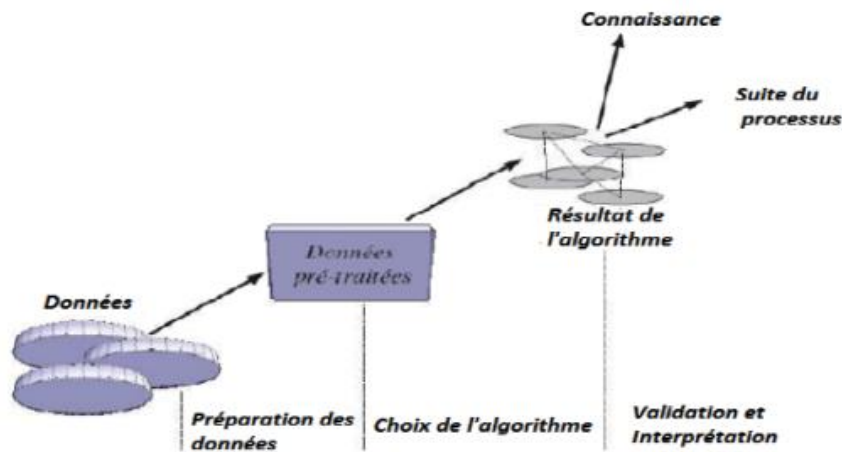 Connaissance
Suite du
processus
Résultat de
l'algorithme
Données
pré-traitées
Données
Préparation des
données
Choix de l'algorithme
Validation et
Interprétation